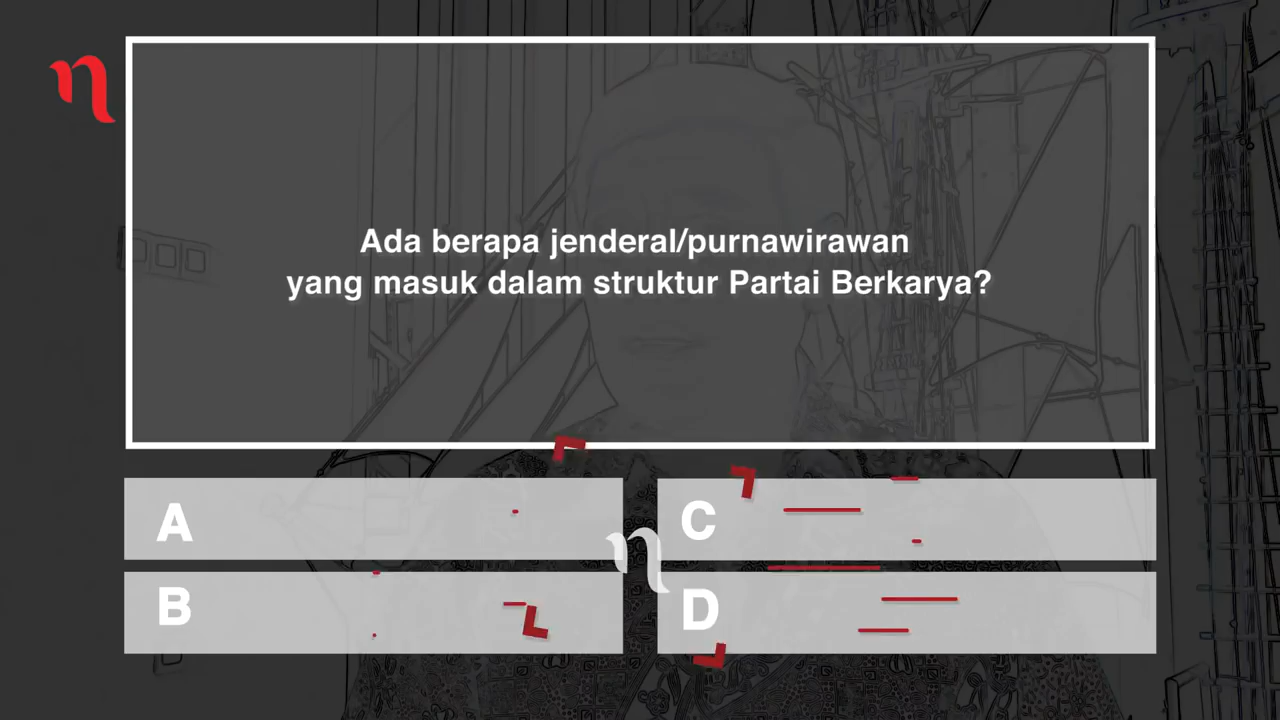 Ada berapa jenderal/purnawirawan
yang masuk dalam struktur Partai Berkarya?
A
C
B
D